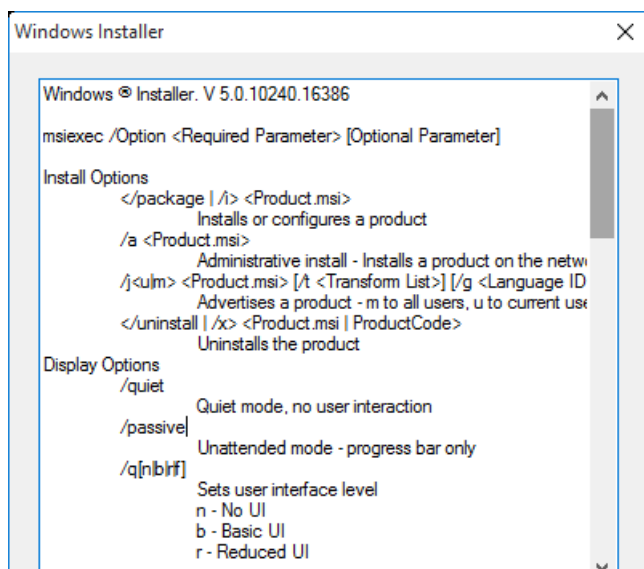 Windows Installer
Windows ® Installer. V 5.0.10240.16386
msiexec /Option <Required Parameter> [Optional Parameter]
Install Options
</package | /i> <Product.msi>
Installs or configures a product
/a <Product.msi>
Administrative install - Installs a product on the netw
/j<u|m> <Product.msi> [/t <Transform List>] [/g <Language ID
Advertises a product - m to all users, u to current use
</uninstall | /x> <Product.msi | ProductCode>
Uninstalls the product
Display Options
/quiet
Quiet mode, no user interaction
/passive
Unattended mode - progress bar only
/q[n|b|r|f]
Sets user interface level
n - No UI
b - Basic UI
r - Reduced UI